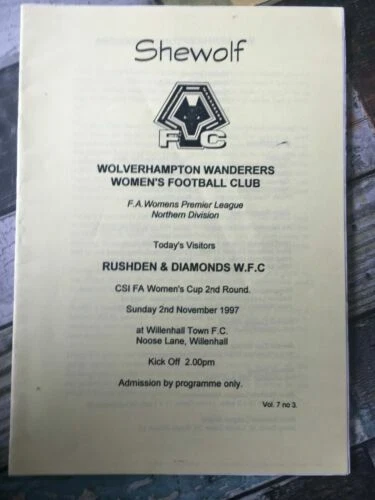 Shewolf
FC
WOLVERHAMPTON WANDERERS
WOMEN'S FOOTBALL CLUB
F.A.Womens Premier League
Northern Division
Today's Visitors
RUSHDEN & DIAMONDS W.F.C
CSI FA Women's Cup 2nd Round.
Sunday 2nd November 1997
at Willenhall Town F.C.
Noose Lane, Willenhall
Kick Off 2.00pm
Admission by programme only.
Vol. 7 no 3.